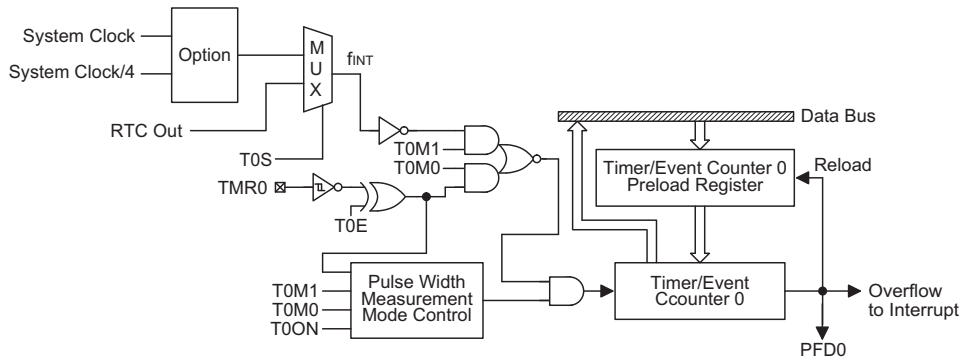 System Clock
System Clock/4
Option
M
U
X
fINT
RTC Out
T0S
TMR0
T0E
T0M1
T0M0
Data Bus
Timer/Event Counter 0
Preload Register
Reload
T0M1
T0M0
T0ON
Pulse Width
Measurement
Mode Control
Timer/Event
Ccounter 0
Overflow
to Interrupt
PFD0